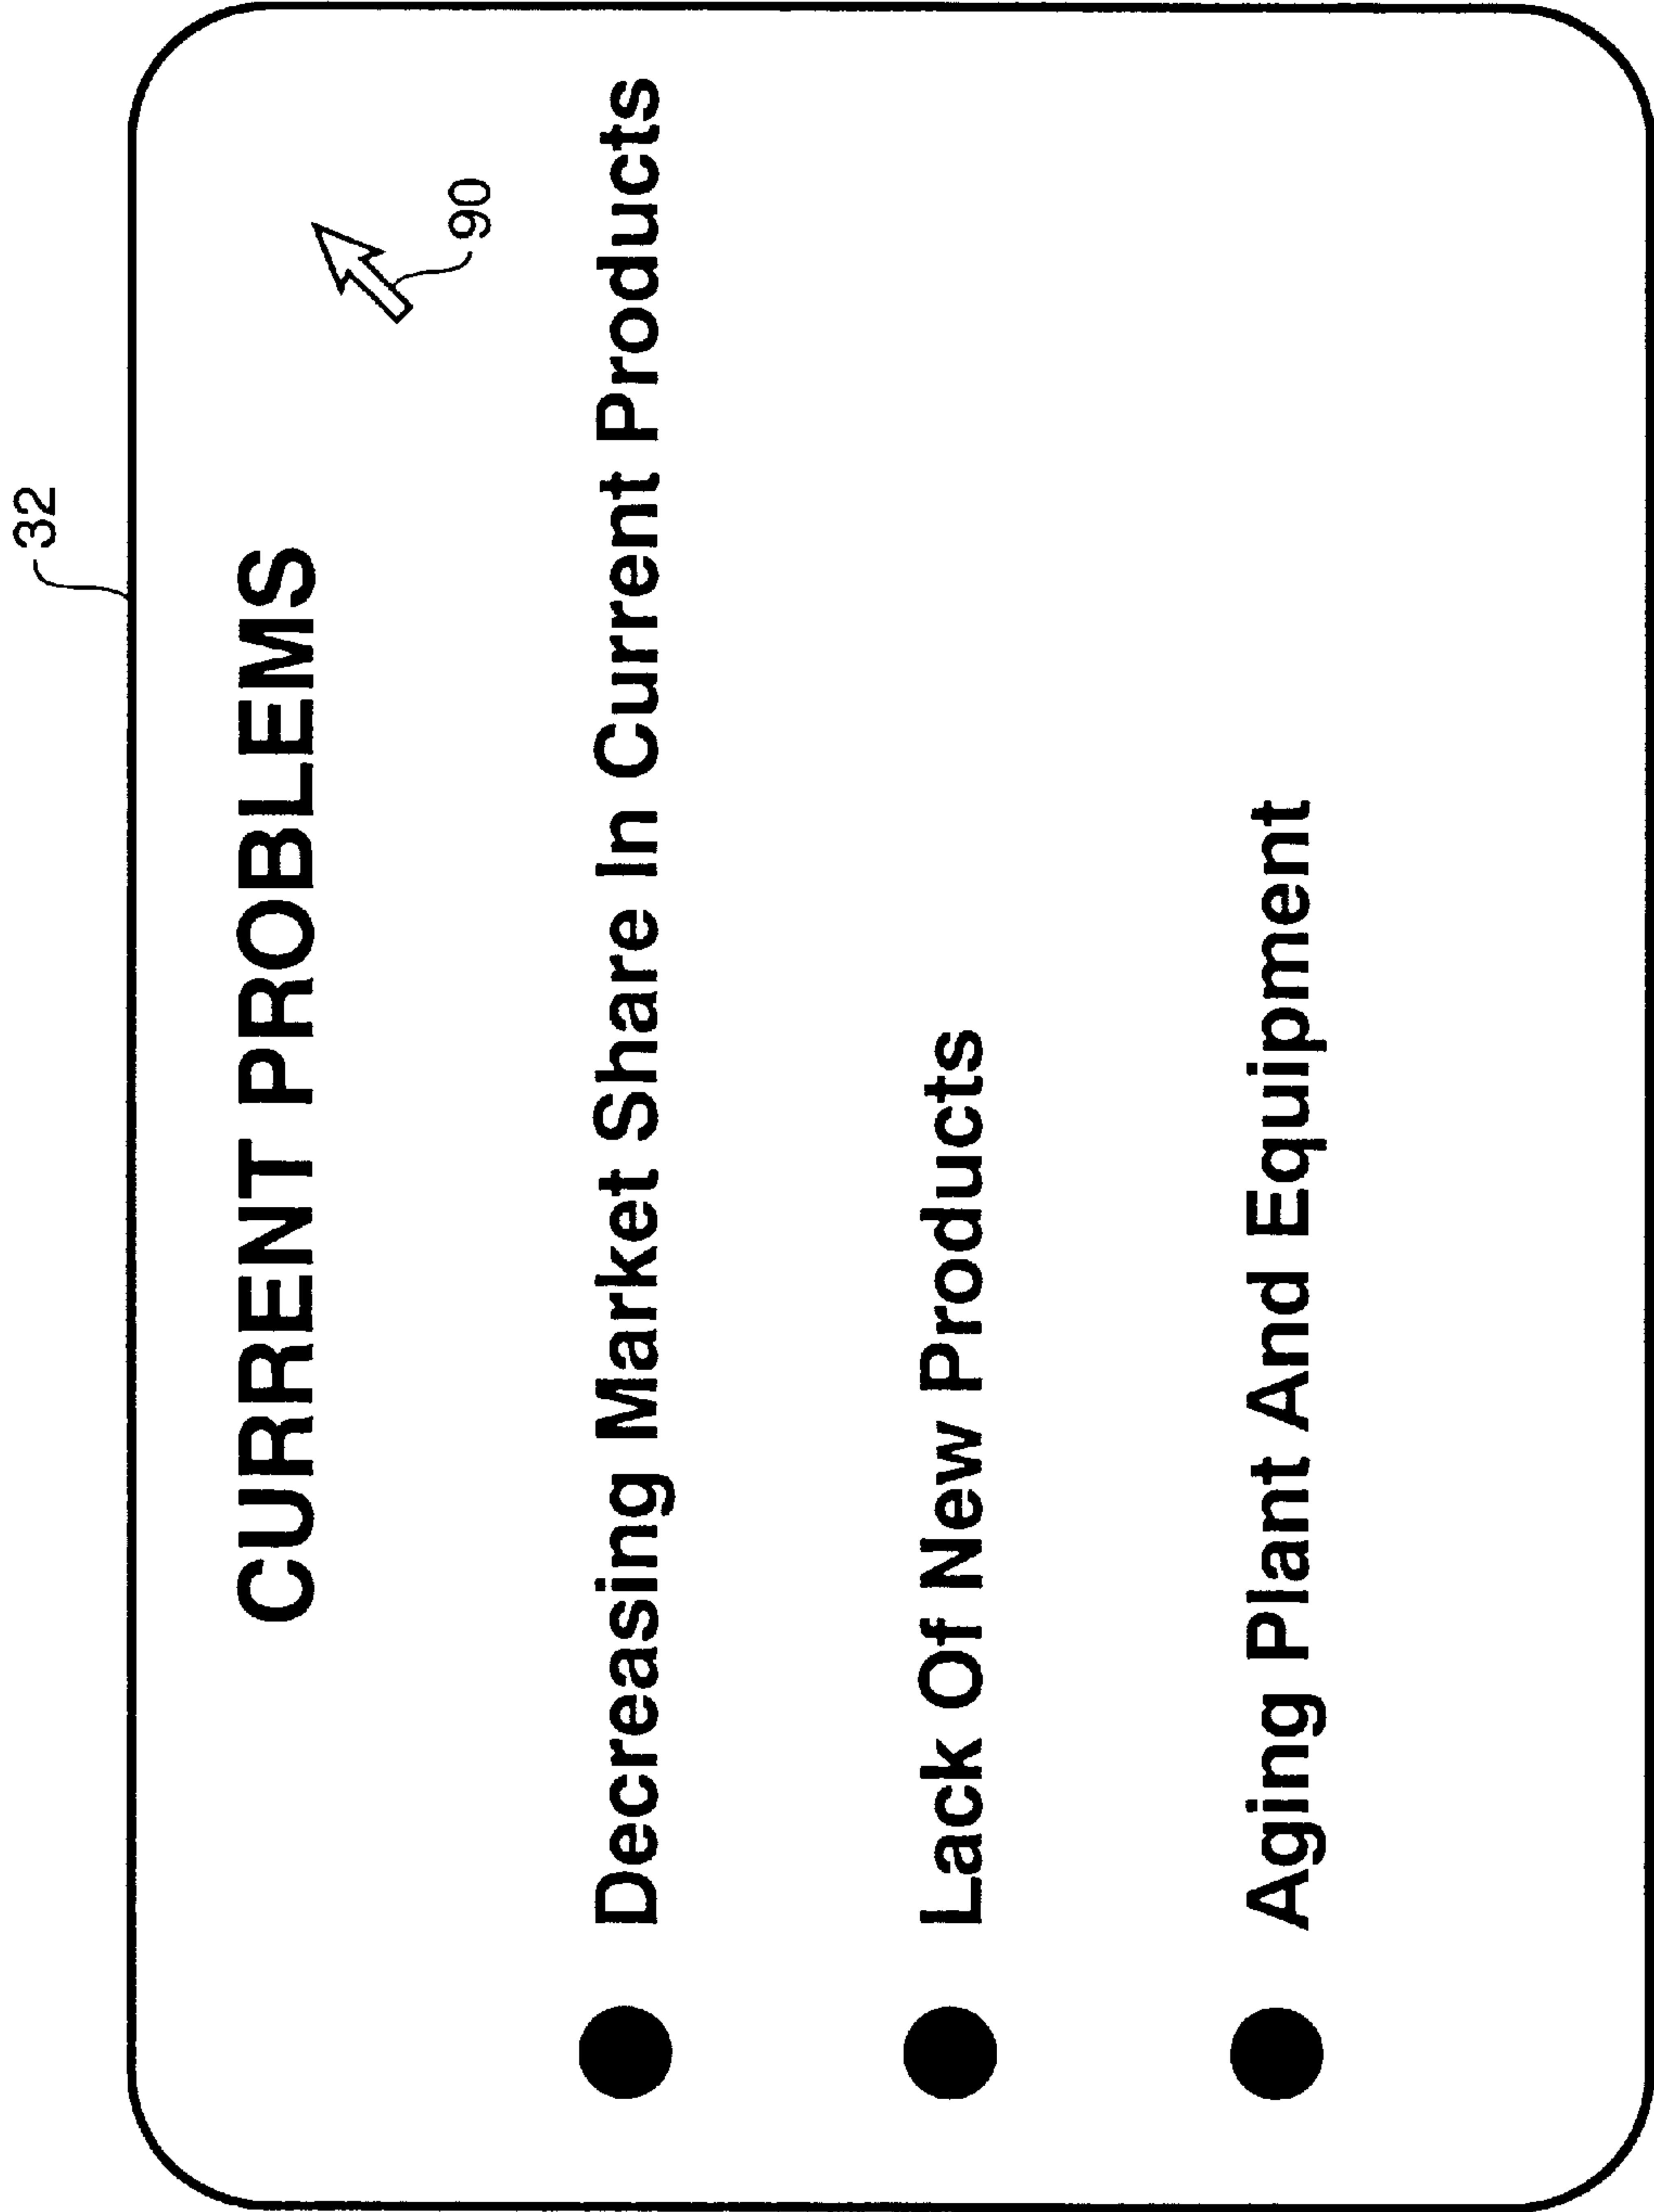 32
CURRENT PROBLEMS
90
Decreasing Market Share In Current Products
Lack Of New Products
Aging Plant And Equipment